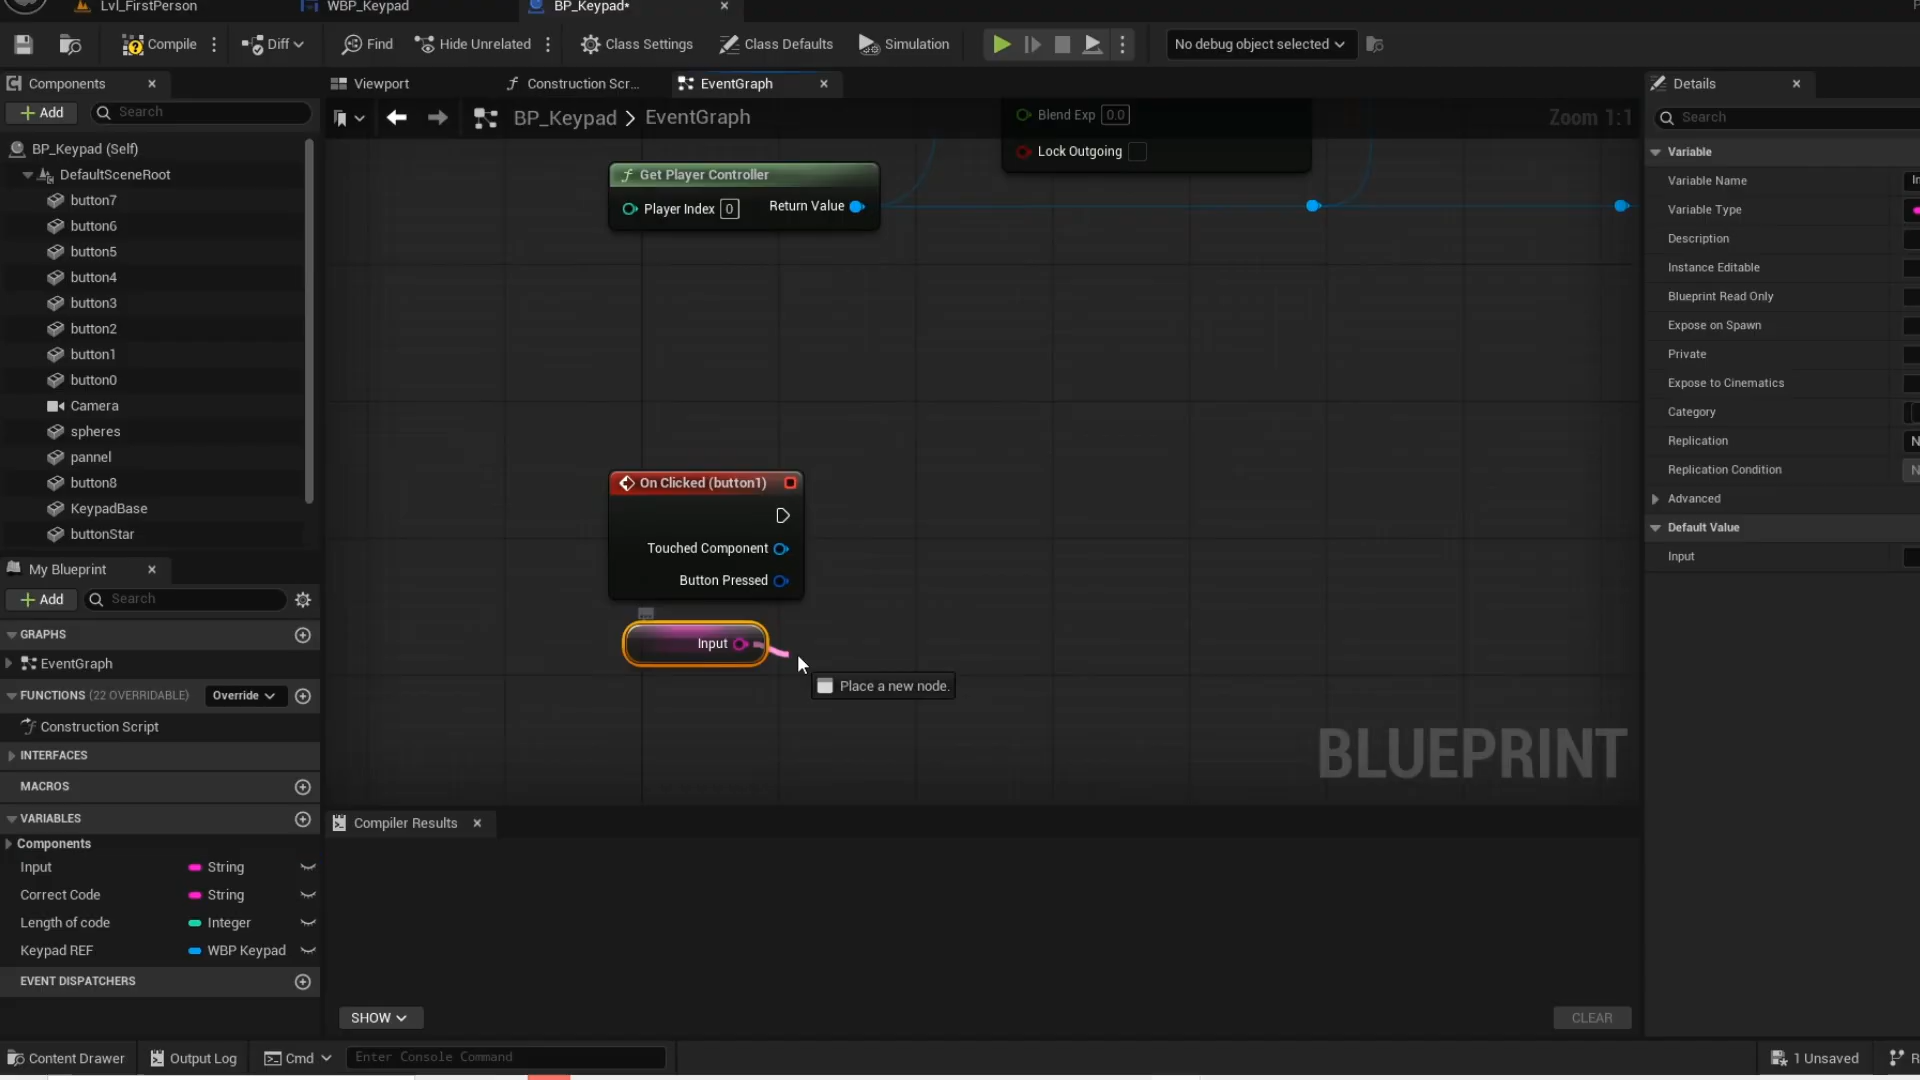 Lvl_FirstPerson
WBP_Keypad
BP_Keypad*
Compile
Diff
Find
Hide Unrelated
Class Settings
Class Defaults
Simulation
No debug object selected
Components
Viewport
Construction Scr...
EventGraph
Details
Add
Search
BP_Keypad > EventGraph
Zoom 1:1
Search
BP_Keypad (Self)
DefaultSceneRoot
button7
button6
button5
button4
button3
button2
button1
button0
Camera
spheres
pannel
button8
KeypadBase
buttonStar
Blend Exp 0.0
Lock Outgoing
Get Player Controller
Player Index 0
Return Value
On Clicked (button1)
Touched Component
Button Pressed
Input
Place a new node.
BLUEPRINT
Variable
Variable Name
Variable Type
Description
Instance Editable
Blueprint Read Only
Expose on Spawn
Private
Expose to Cinematics
Category
Replication
Replication Condition
Advanced
Default Value
Input
My Blueprint
Add
Search
GRAPHS
EventGraph
FUNCTIONS (22 OVERRIDABLE)
Override
Construction Script
INTERFACES
MACROS
VARIABLES
Components
Input String
Correct Code String
Length of code Integer
Keypad REF WBP Keypad
EVENT DISPATCHERS
Compiler Results
SHOW
CLEAR
Content Drawer
Output Log
Cmd
Enter Console Command
1 Unsaved